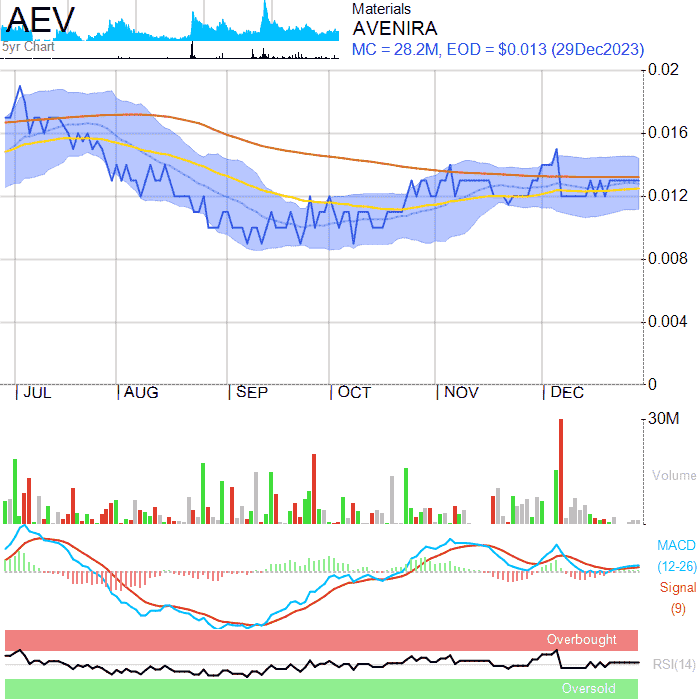 AEV
5yr Chart
Materials
AVENIRA
MC = 28.2M, EOD = $0.013 (29Dec2023)
0.02
0.016
0.012
0.008
0.004
0
JUL AUG SEP OCT NOV DEC
30M
Volume
MACD
(12-26)
Signal
(9)
Overbought
RSI(14)
Oversold